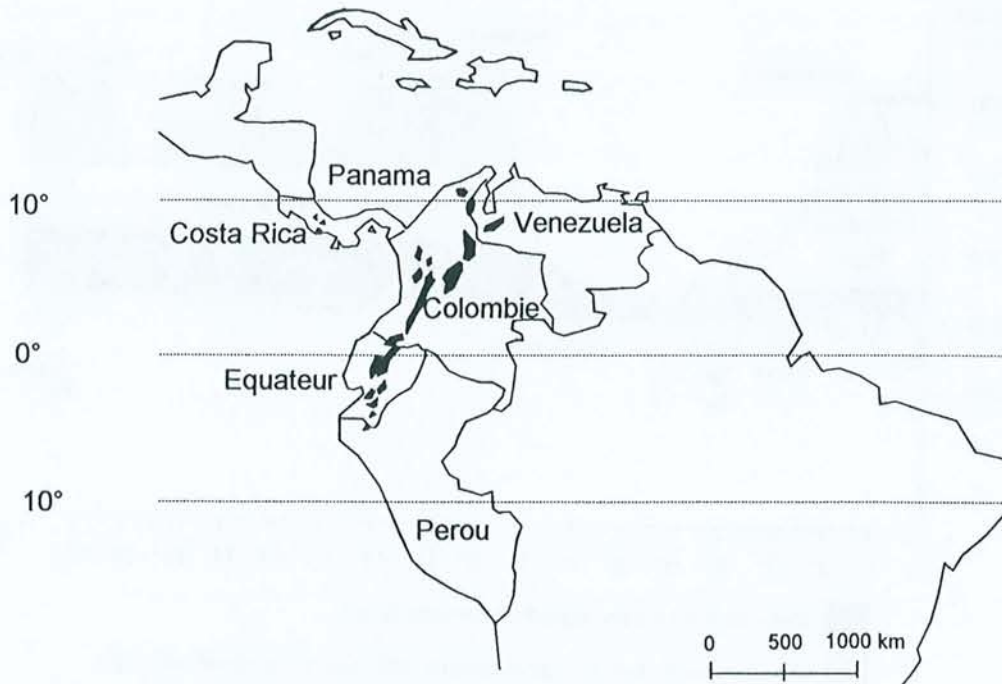 Panama
10°
Costa Rica
Venezuela
Colombie
0°
Equateur
10°
Perou
0 500 1000 km